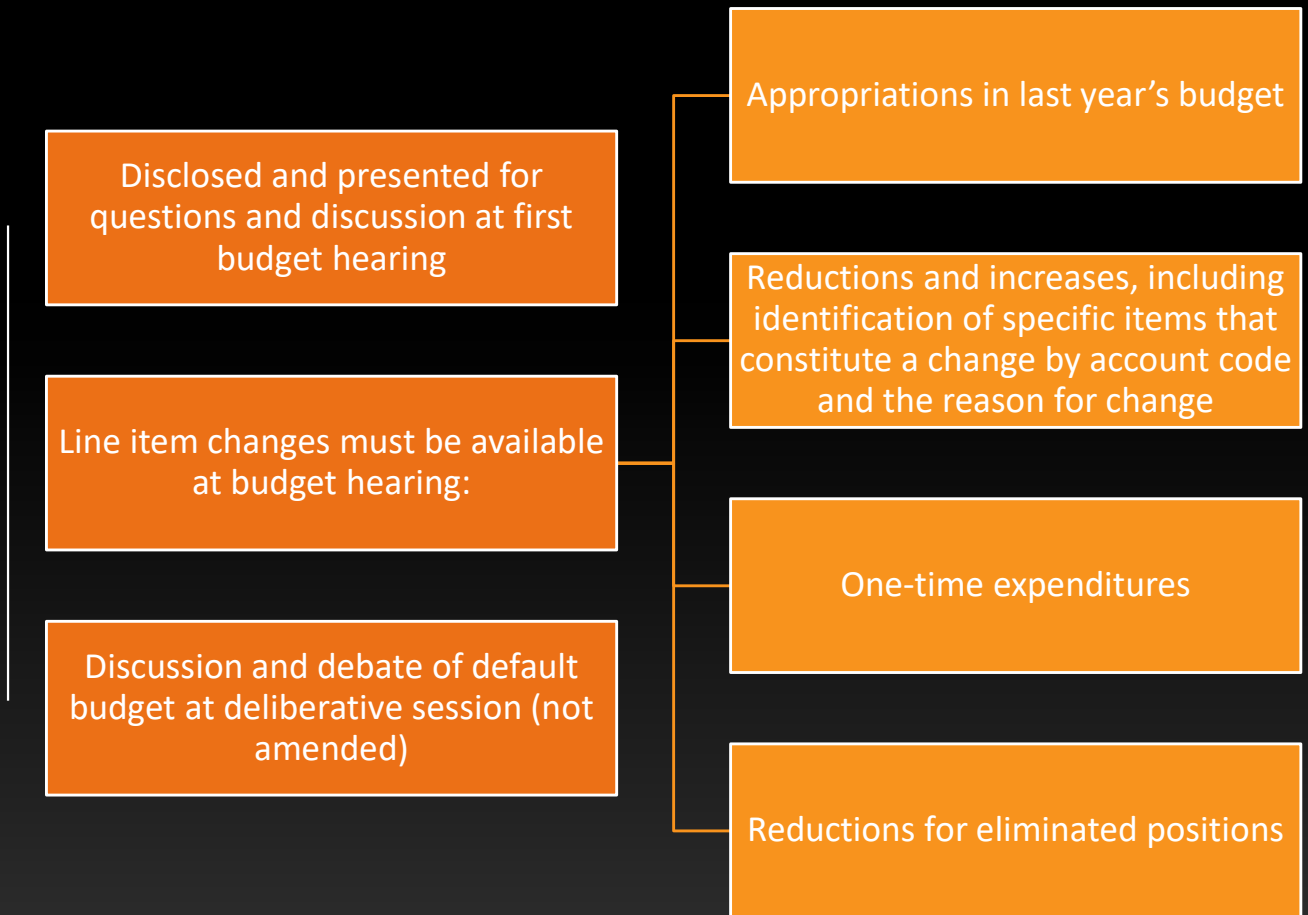 Disclosed and presented for
questions and discussion at first
budget hearing
Line item changes must be available
at budget hearing:
Appropriations in last year’s budget
Reductions and increases, including
identification of specific items that
constitute a change by account code
and the reason for change
One-time expenditures
Reductions for eliminated positions
Discussion and debate of default
budget at deliberative session (not
amended)